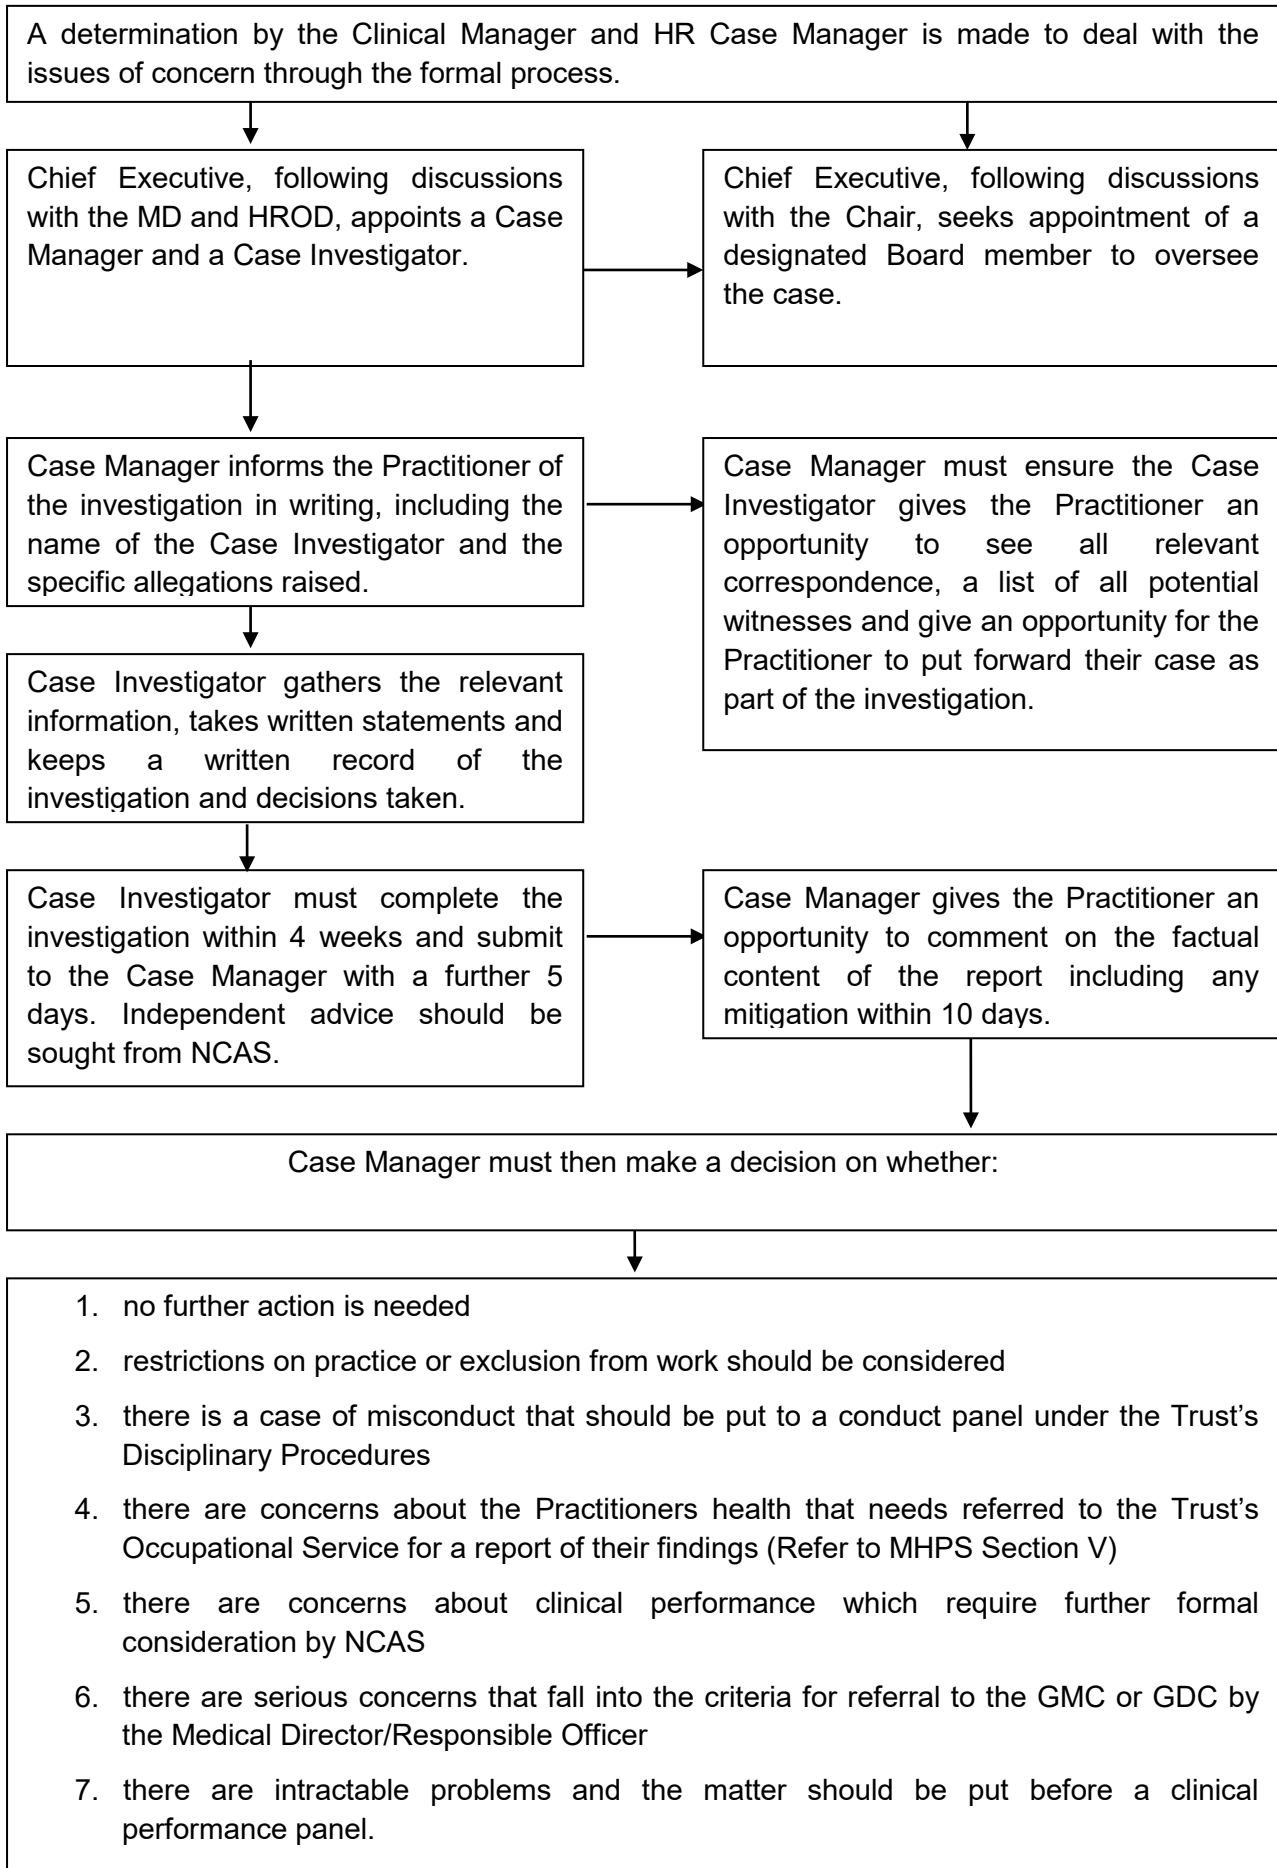 A determination by the Clinical Manager and HR Case Manager is made to deal with the
issues of concern through the formal process.
Chief Executive, following discussions
with the MD and HROD, appoints a Case
Manager and a Case Investigator.
Chief Executive, following discussions
with the Chair, seeks appointment of a
designated Board member to oversee
the case.
Case Manager informs the Practitioner of
the investigation in writing, including the
name of the Case Investigator and the
specific allegations raised.
Case Manager must ensure the Case
Investigator gives the Practitioner an
opportunity to see all relevant
correspondence, a list of all potential
witnesses and give an opportunity for the
Practitioner to put forward their case as
part of the investigation.
Case Investigator gathers the relevant
information, takes written statements and
keeps a written record of the
investigation and decisions taken.
Case Investigator must complete the
investigation within 4 weeks and submit
to the Case Manager with a further 5
days. Independent advice should be
sought from NCAS.
Case Manager gives the Practitioner an
opportunity to comment on the factual
content of the report including any
mitigation within 10 days.
Case Manager must then make a decision on whether:
1. no further action is needed
2. restrictions on practice or exclusion from work should be considered
3. there is a case of misconduct that should be put to a conduct panel under the Trust's
Disciplinary Procedures
4. there are concerns about the Practitioners health that needs referred to the Trust's
Occupational Service for a report of their findings (Refer to MHPS Section V)
5. there are concerns about clinical performance which require further formal
consideration by NCAS
6. there are serious concerns that fall into the criteria for referral to the GMC or GDC by
the Medical Director/Responsible Officer
7. there are intractable problems and the matter should be put before a clinical
performance panel.